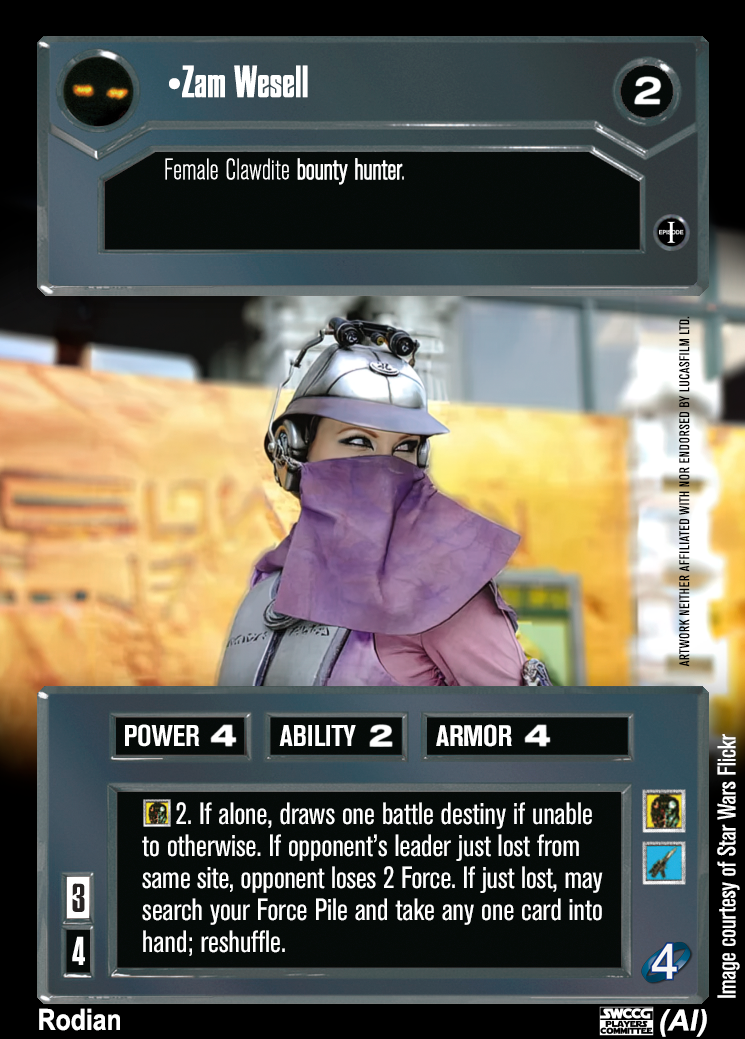 •Zam Wesell
2
Female Clawdite bounty hunter.
EPISODE I
ARTWORK NEITHER AFFILIATED WITH NOR ENDORSED BY LUCASFILM LTD.
POWER 4
ABILITY 2
ARMOR 4
2. If alone, draws one battle destiny if unable
to otherwise. If opponent's leader just lost from
same site, opponent loses 2 Force. If just lost, may
search your Force Pile and take any one card into
hand; reshuffle.
3
4
4
Image courtesy of Star Wars Flickr
Rodian
SWCCG
PLAYERS
COMMITTEE
(AI)